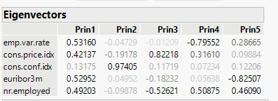 Eigenvectors
Prin1 Prin2 Prin3 Prin4 Prin5
emp.var.rate 0.53160 -0.04729 -0.01209 -0.79552 0.28665
cons.price.idx 0.42137 -0.19178 0.82218 0.31610 0.09884
cons.conf.idx 0.13175 0.97405 0.11719 0.07234 0.12206
euribor3m 0.52952 -0.04952 -0.18232 0.05638 -0.82507
nr.employed 0.49203 -0.09878 -0.52621 0.50875 0.46090